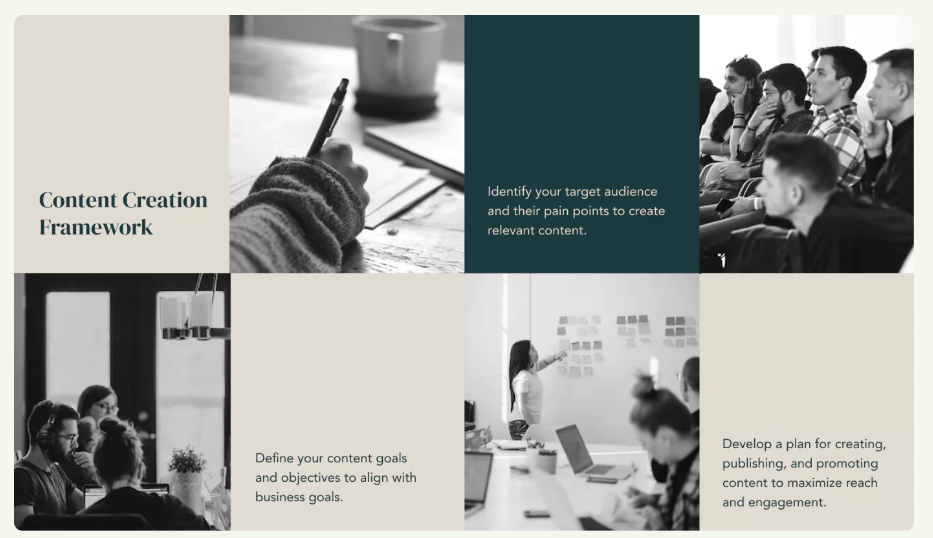 Content Creation
Framework
Identify your target audience
and their pain points to create
relevant content.
Define your content goals
and objectives to align with
business goals.
Develop a plan for creating,
publishing, and promoting
content to maximize reach
and engagement.